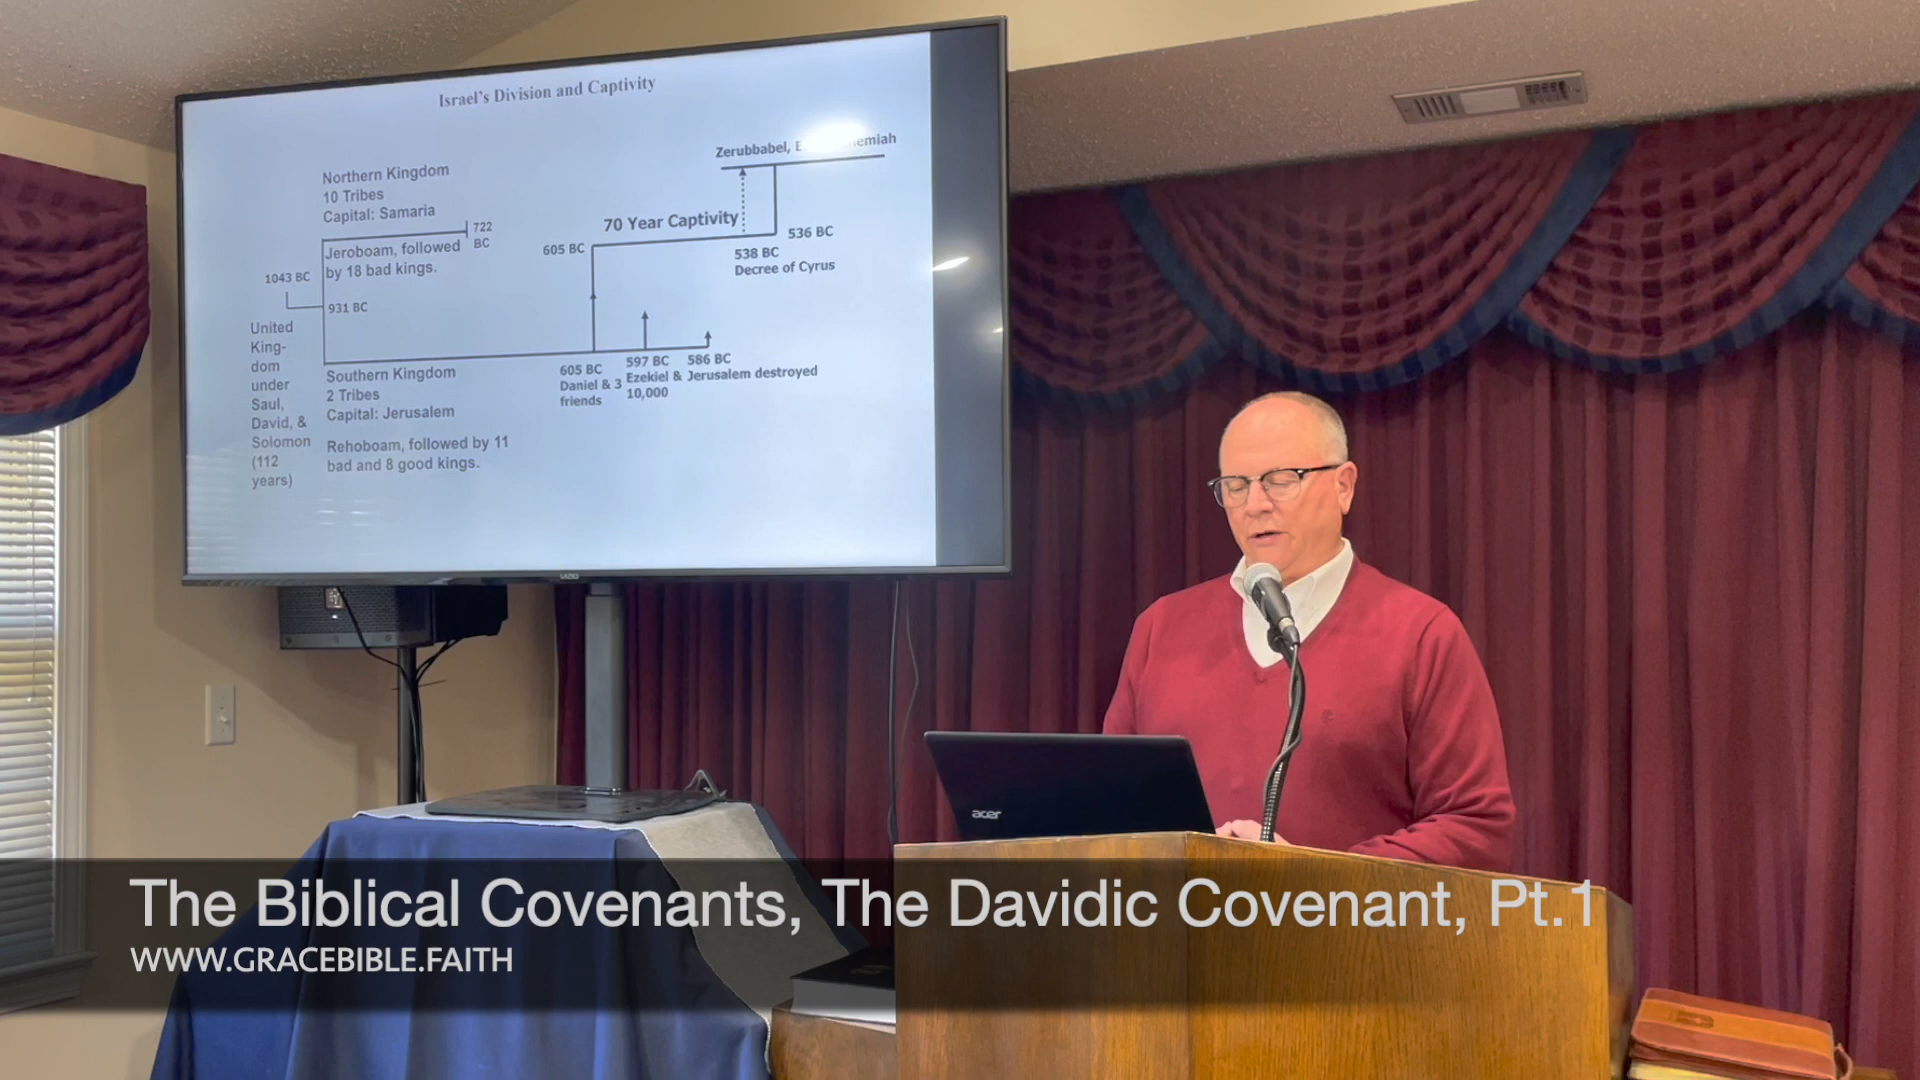 Israel's Division and Captivity
Zerubbabel,
Northern Kingdom
10 Tribes
Capital: Samaria
722
BC
Jeroboam, followed
by 18 bad kings.
1043 BC
931 BC
United
King-
dom
under
Saul,
David, &
Solomon
(112
years)
Southern Kingdom
2 Tribes
Capital: Jerusalem
Rehoboam, followed by 11
bad and 8 good kings.
605 BC
70 Year Captivity
536 BC
538 BC
Decree of Cyrus
605 BC
Daniel & 3
friends
597 BC
Ezekiel &
10,000
586 BC
Jerusalem destroyed
VIZIO
acer
The Biblical Covenants, The Davidic Covenant, Pt.1
WWW.GRACEBIBLE.FAITH